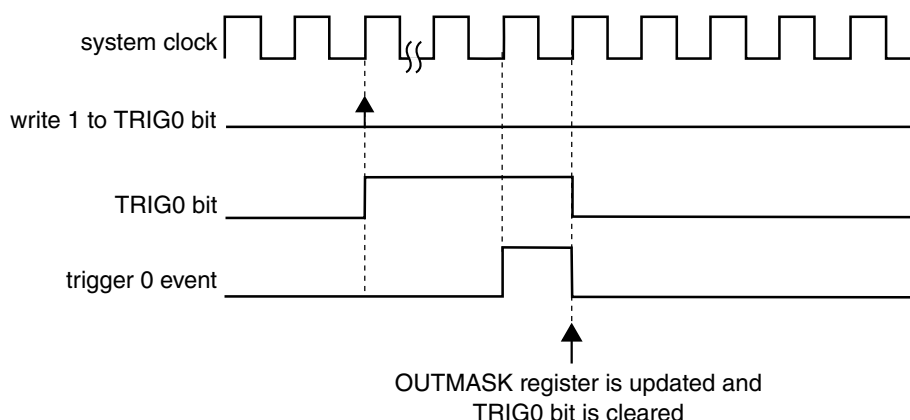 system clock
write 1 to TRIG0 bit
TRIG0 bit
trigger 0 event
OUTMASK register is updated and
TRIG0 bit is cleared